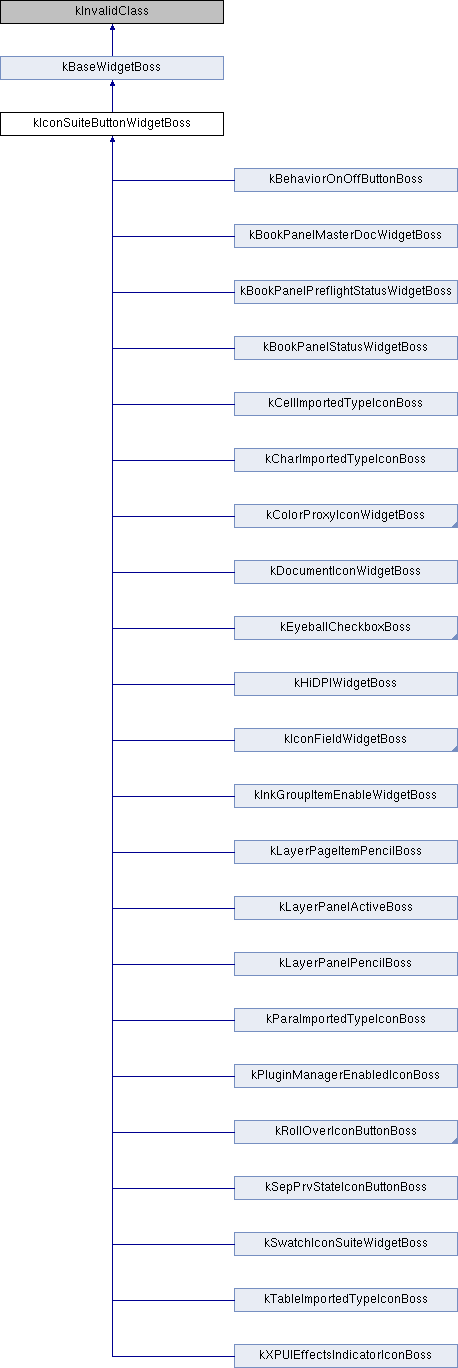 kInvalidClass
kBaseWidgetBoss
kIconSuiteButtonWidgetBoss
kBehaviorOnOffButtonBoss
kBookPanelMasterDocWidgetBoss
kBookPanelPreflightStatusWidgetBoss
kBookPanelStatusWidgetBoss
kCellImportedTypeIconBoss
kCharImportedTypeIconBoss
kColorProxyIconWidgetBoss
kDocumentIconWidgetBoss
kEyeballCheckboxBoss
kHiDPIWidgetBoss
kIconFieldWidgetBoss
kInkGroupItemEnableWidgetBoss
kLayerPageItemPencilBoss
kLayerPanelActiveBoss
kLayerPanelPencilBoss
kParaImportedTypeIconBoss
kPluginManagerEnabledIconBoss
kRollOverIconButtonBoss
kSepPrvStateIconButtonBoss
kSwatchIconSuiteWidgetBoss
kTableImportedTypeIconBoss
kXPUIEffectsIndicatorIconBoss